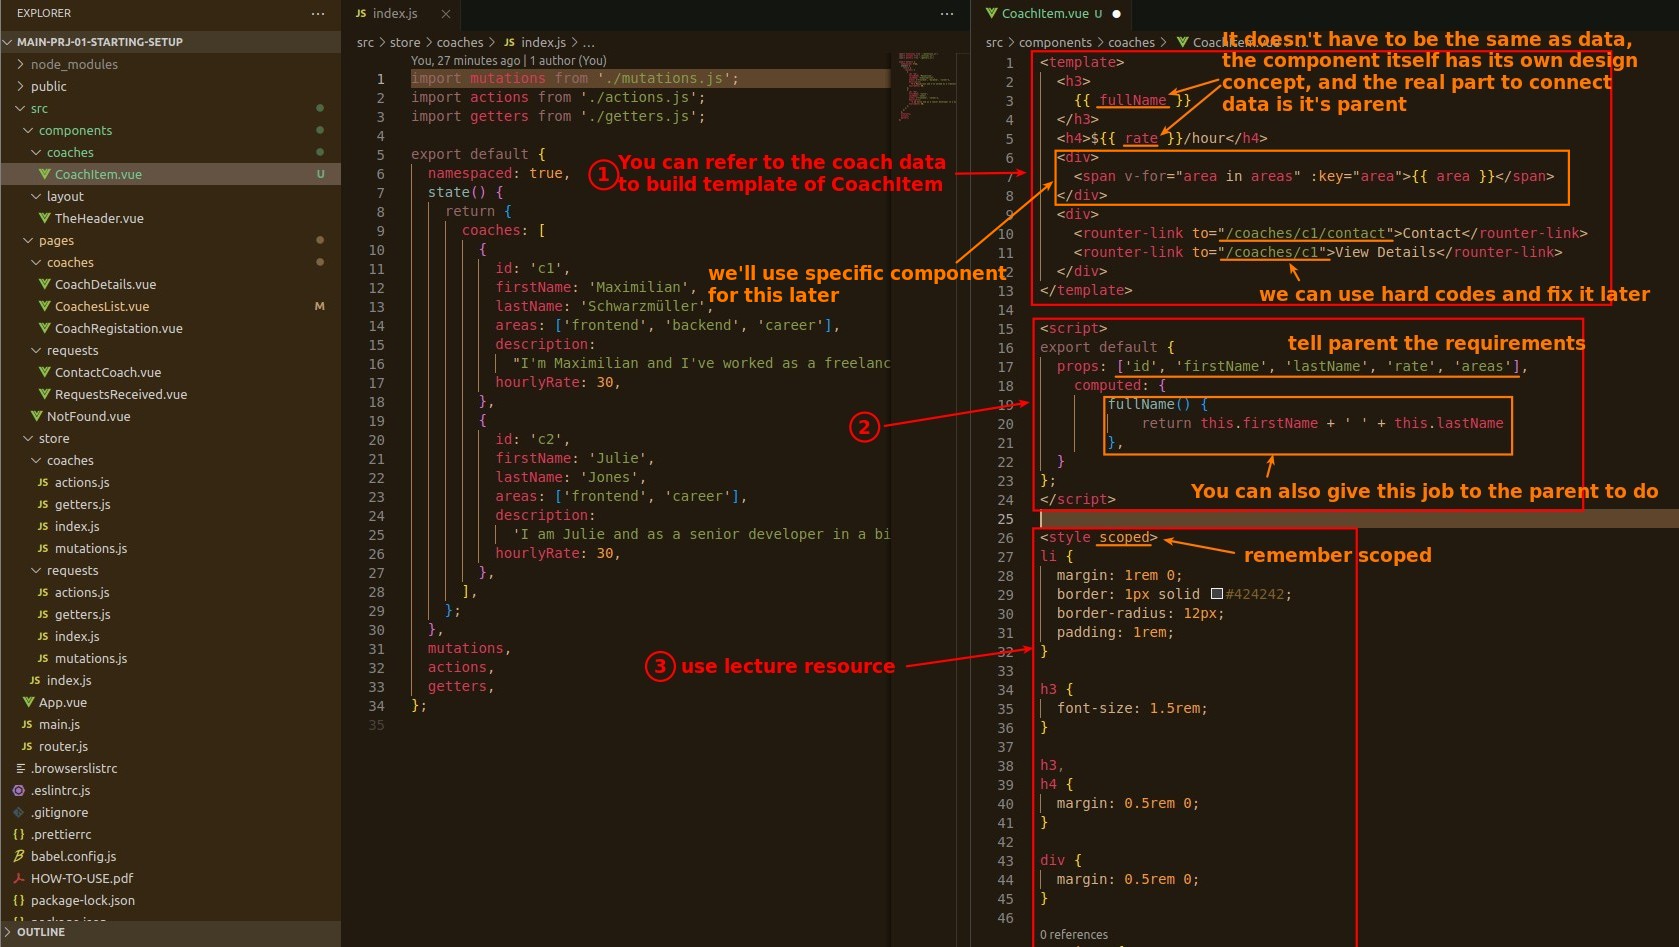 EXPLORER
MAIN-PRJ-01-STARTING-SETUP
node_modules
public
src
components
coaches
CoachItem.vue U
layout
TheHeader.vue
pages
coaches
CoachDetails.vue
CoachesList.vue M
CoachRegistation.vue
requests
ContactCoach.vue
RequestsReceived.vue
NotFound.vue
store
coaches
JS actions.js
JS getters.js
JS index.js
JS mutations.js
requests
JS actions.js
JS getters.js
JS index.js
JS mutations.js
JS index.js
App.vue
JS main.js
JS router.js
.browserslistrc
.eslintrc.js
.gitignore
{} .prettierrc
babel.config.js
HOW-TO-USE.pdf
{} package-lock.json
OUTLINE
JS index.js
src > store > coaches > JS index.js > ...
You, 27 minutes ago | 1 author (You)
1 import mutations from './mutations.js';
2 import actions from './actions.js';
3 import getters from './getters.js';
4
5 export default {
6 namespaced: true,
7 state() {
8 return {
9 coaches: [
10 {
11 id: 'c1',
12 firstName: 'Maximilian',
13 lastName: 'Schwarzmüller',
14 areas: ['frontend', 'backend', 'career'],
15 description:
16 "I'm Maximilian and I've worked as a freelanc
17 hourlyRate: 30,
18 },
19 {
20 id: 'c2',
21 firstName: 'Julie',
22 lastName: 'Jones',
23 areas: ['frontend', 'career'],
24 description:
25 'I am Julie and as a senior developer in a bi
26 hourlyRate: 30,
27 },
28 ],
29 };
30 },
31 mutations,
32 actions,
33 getters,
34 };
35
① You can refer to the coach data
to build template of CoachItem
we'll use specific component
for this later
②
③ use lecture resource
CoachItem.vue U
src > components > coaches > CoachItem.vue
It doesn't have to be the same as data,
the component itself has its own design
concept, and the real part to connect
data is it's parent
1 <template>
2 <h3>
3 {{ fullName }}
4 </h3>
5 <h4>${{ rate }}/hour</h4>
6 <div>
7 <span v-for="area in areas" :key="area">{{ area }}</span>
8 </div>
9 <div>
10 <rounter-link to="/coaches/c1/contact">Contact</rounter-link>
11 <rounter-link to="/coaches/c1">View Details</rounter-link>
12 </div>
13 </template>
we can use hard codes and fix it later
14
15 <script>
16 export default {
tell parent the requirements
17 props: ['id', 'firstName', 'lastName', 'rate', 'areas'],
18 computed: {
19 fullName() {
20 return this.firstName + ' ' + this.lastName
21 },
22 }
23 };
You can also give this job to the parent to do
24 </script>
25
26 <style scoped>
remember scoped
27 li {
28 margin: 1rem 0;
29 border: 1px solid #424242;
30 border-radius: 12px;
31 padding: 1rem;
32 }
33
34 h3 {
35 font-size: 1.5rem;
36 }
37
38 h3,
39 h4 {
40 margin: 0.5rem 0;
41 }
42
43 div {
44 margin: 0.5rem 0;
45 }
46
0 references